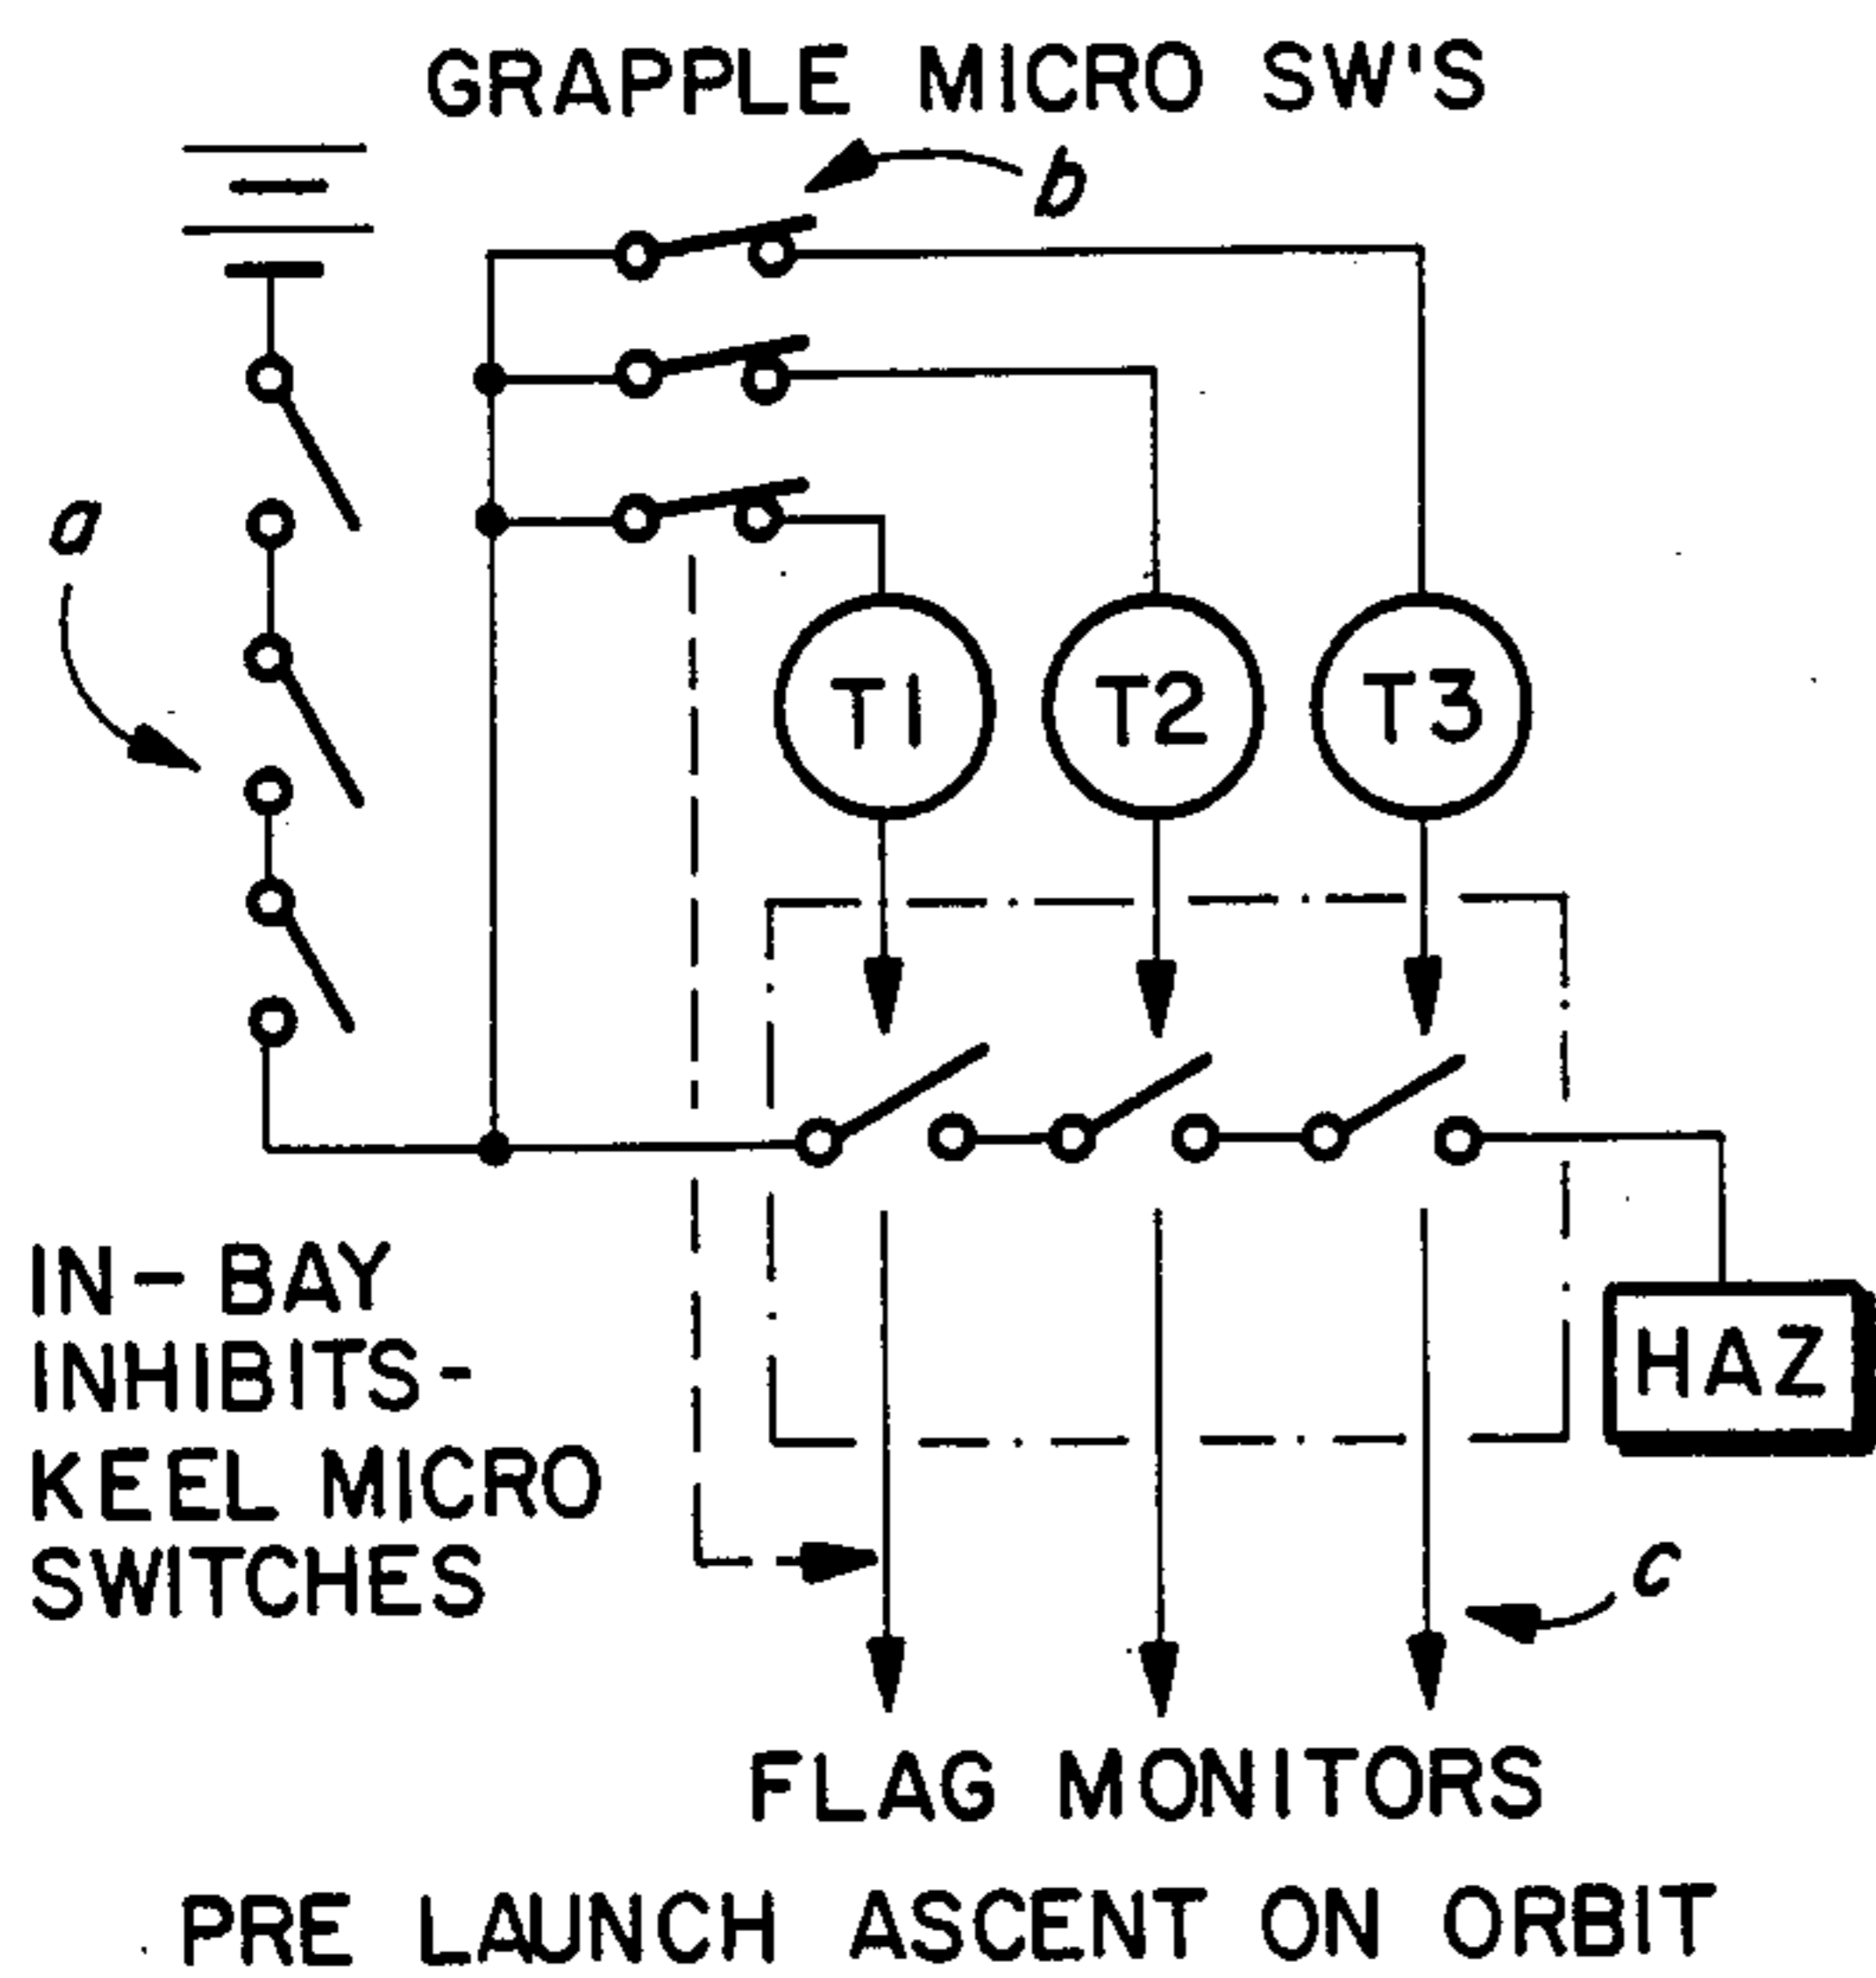 GRAPPLE MICRO SW'S
b
a
T1 T2 T3
IN-BAY
INHIBITS-
KEEL MICRO
SWITCHES
HAZ
c
FLAG MONITORS
PRE LAUNCH ASCENT ON ORBIT